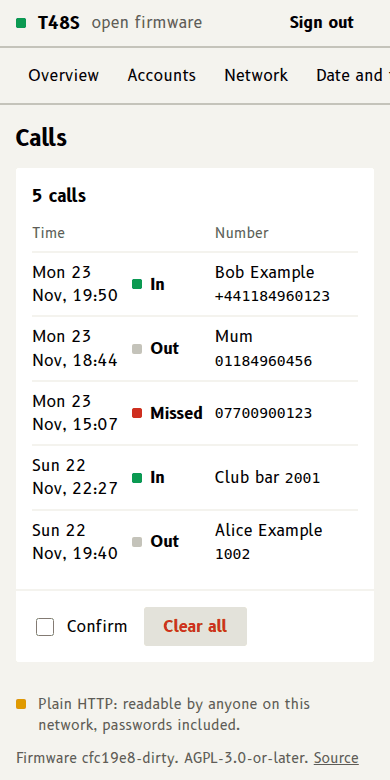 T48S open firmware Sign out
Overview Accounts Network Date and
Calls
5 calls
Time Number
Mon 23 Nov, 19:50 In Bob Example +441184960123
Mon 23 Nov, 18:44 Out Mum 01184960456
Mon 23 Nov, 15:07 Missed 07700900123
Sun 22 Nov, 22:27 In Club bar 2001
Sun 22 Nov, 19:40 Out Alice Example 1002
Confirm Clear all
Plain HTTP: readable by anyone on this
network, passwords included.
Firmware cfc19e8-dirty. AGPL-3.0-or-later. Source